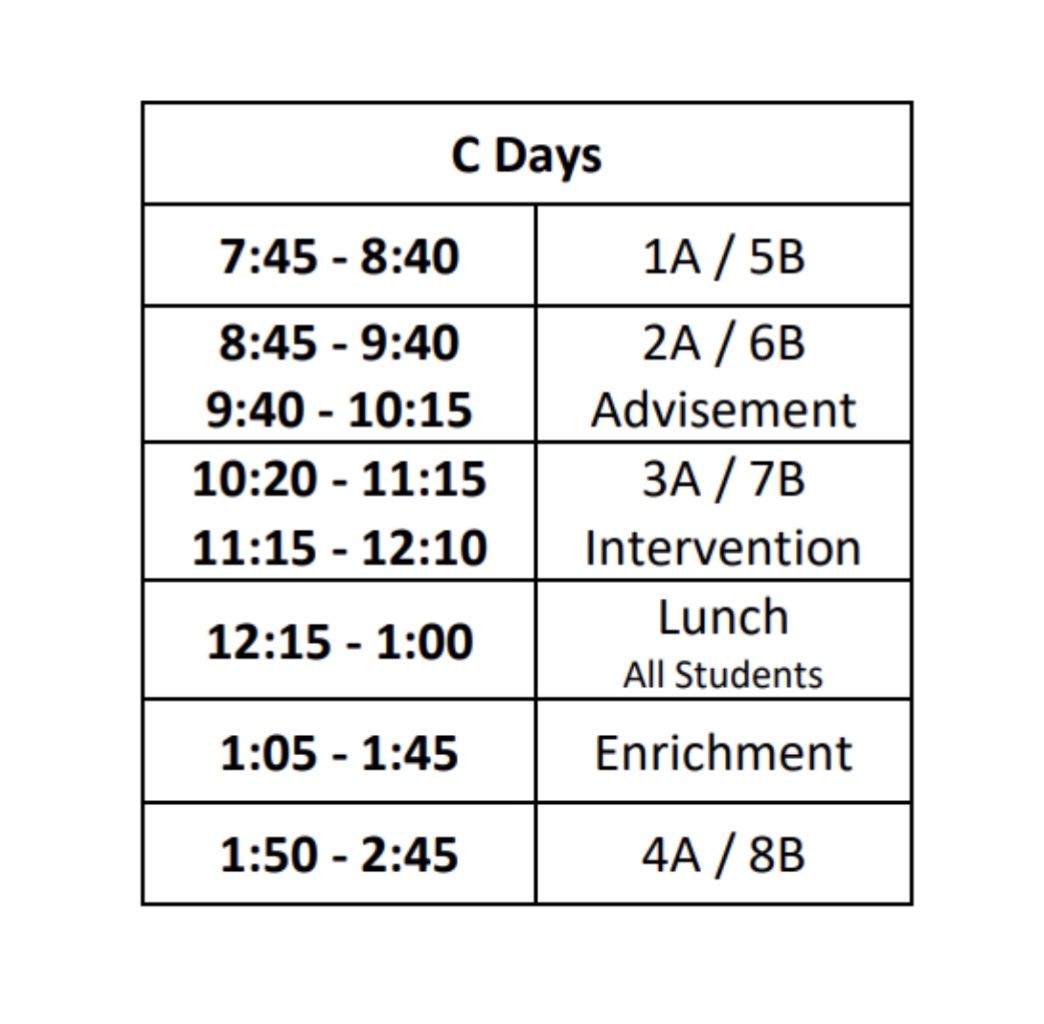 C Days
7:45 - 8:40 1A / 5B
8:45 - 9:40 2A / 6B
9:40 - 10:15 Advisement
10:20 - 11:15 3A / 7B
11:15 - 12:10 Intervention
12:15 - 1:00 Lunch
All Students
1:05 - 1:45 Enrichment
1:50 - 2:45 4A / 8B